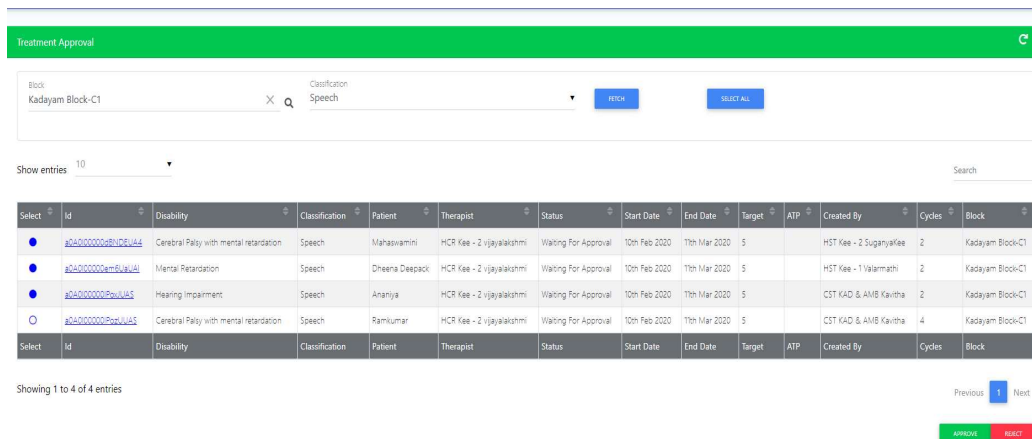 Treatment Approval
Block
Kadayam Block-C1
Classification
Speech
FETCH
SELECT ALL
Show entries 10
Search
Select Id Disability Classification Patient Therapist Status Start Date End Date Target ATP Created By Cycles Block
a0A0I00000dBNDEUA4 Cerebral Palsy with mental retardation Speech Mahaswamini HCR Kee - 2 vijayalakshmi Waiting For Approval 10th Feb 2020 11th Mar 2020 5 HST Kee - 2 SuganyaKee 2 Kadayam Block-C1
a0A0I00000em6UaUAI Mental Retardation Speech Dheena Deepack HCR Kee - 2 vijayalakshmi Waiting For Approval 10th Feb 2020 11th Mar 2020 5 HST Kee - 1 Valarmathi 2 Kadayam Block-C1
Hearing Impairment Speech Ananiya HCR Kee - 2 vijayalakshmi Waiting For Approval 10th Feb 2020 11th Mar 2020 5 CST KAD & AMB Kavitha 2 Kadayam Block-C1
Cerebral Palsy with mental retardation Speech Ramkumar HCR Kee - 2 vijayalakshmi Waiting For Approval 10th Feb 2020 11th Mar 2020 5 CST KAD & AMB Kavitha 4 Kadayam Block-C1
Select Id Disability Classification Patient Therapist Status Start Date End Date Target ATP Created By Cycles Block
Showing 1 to 4 of 4 entries
Previous 1 Next
APPROVE REJECT